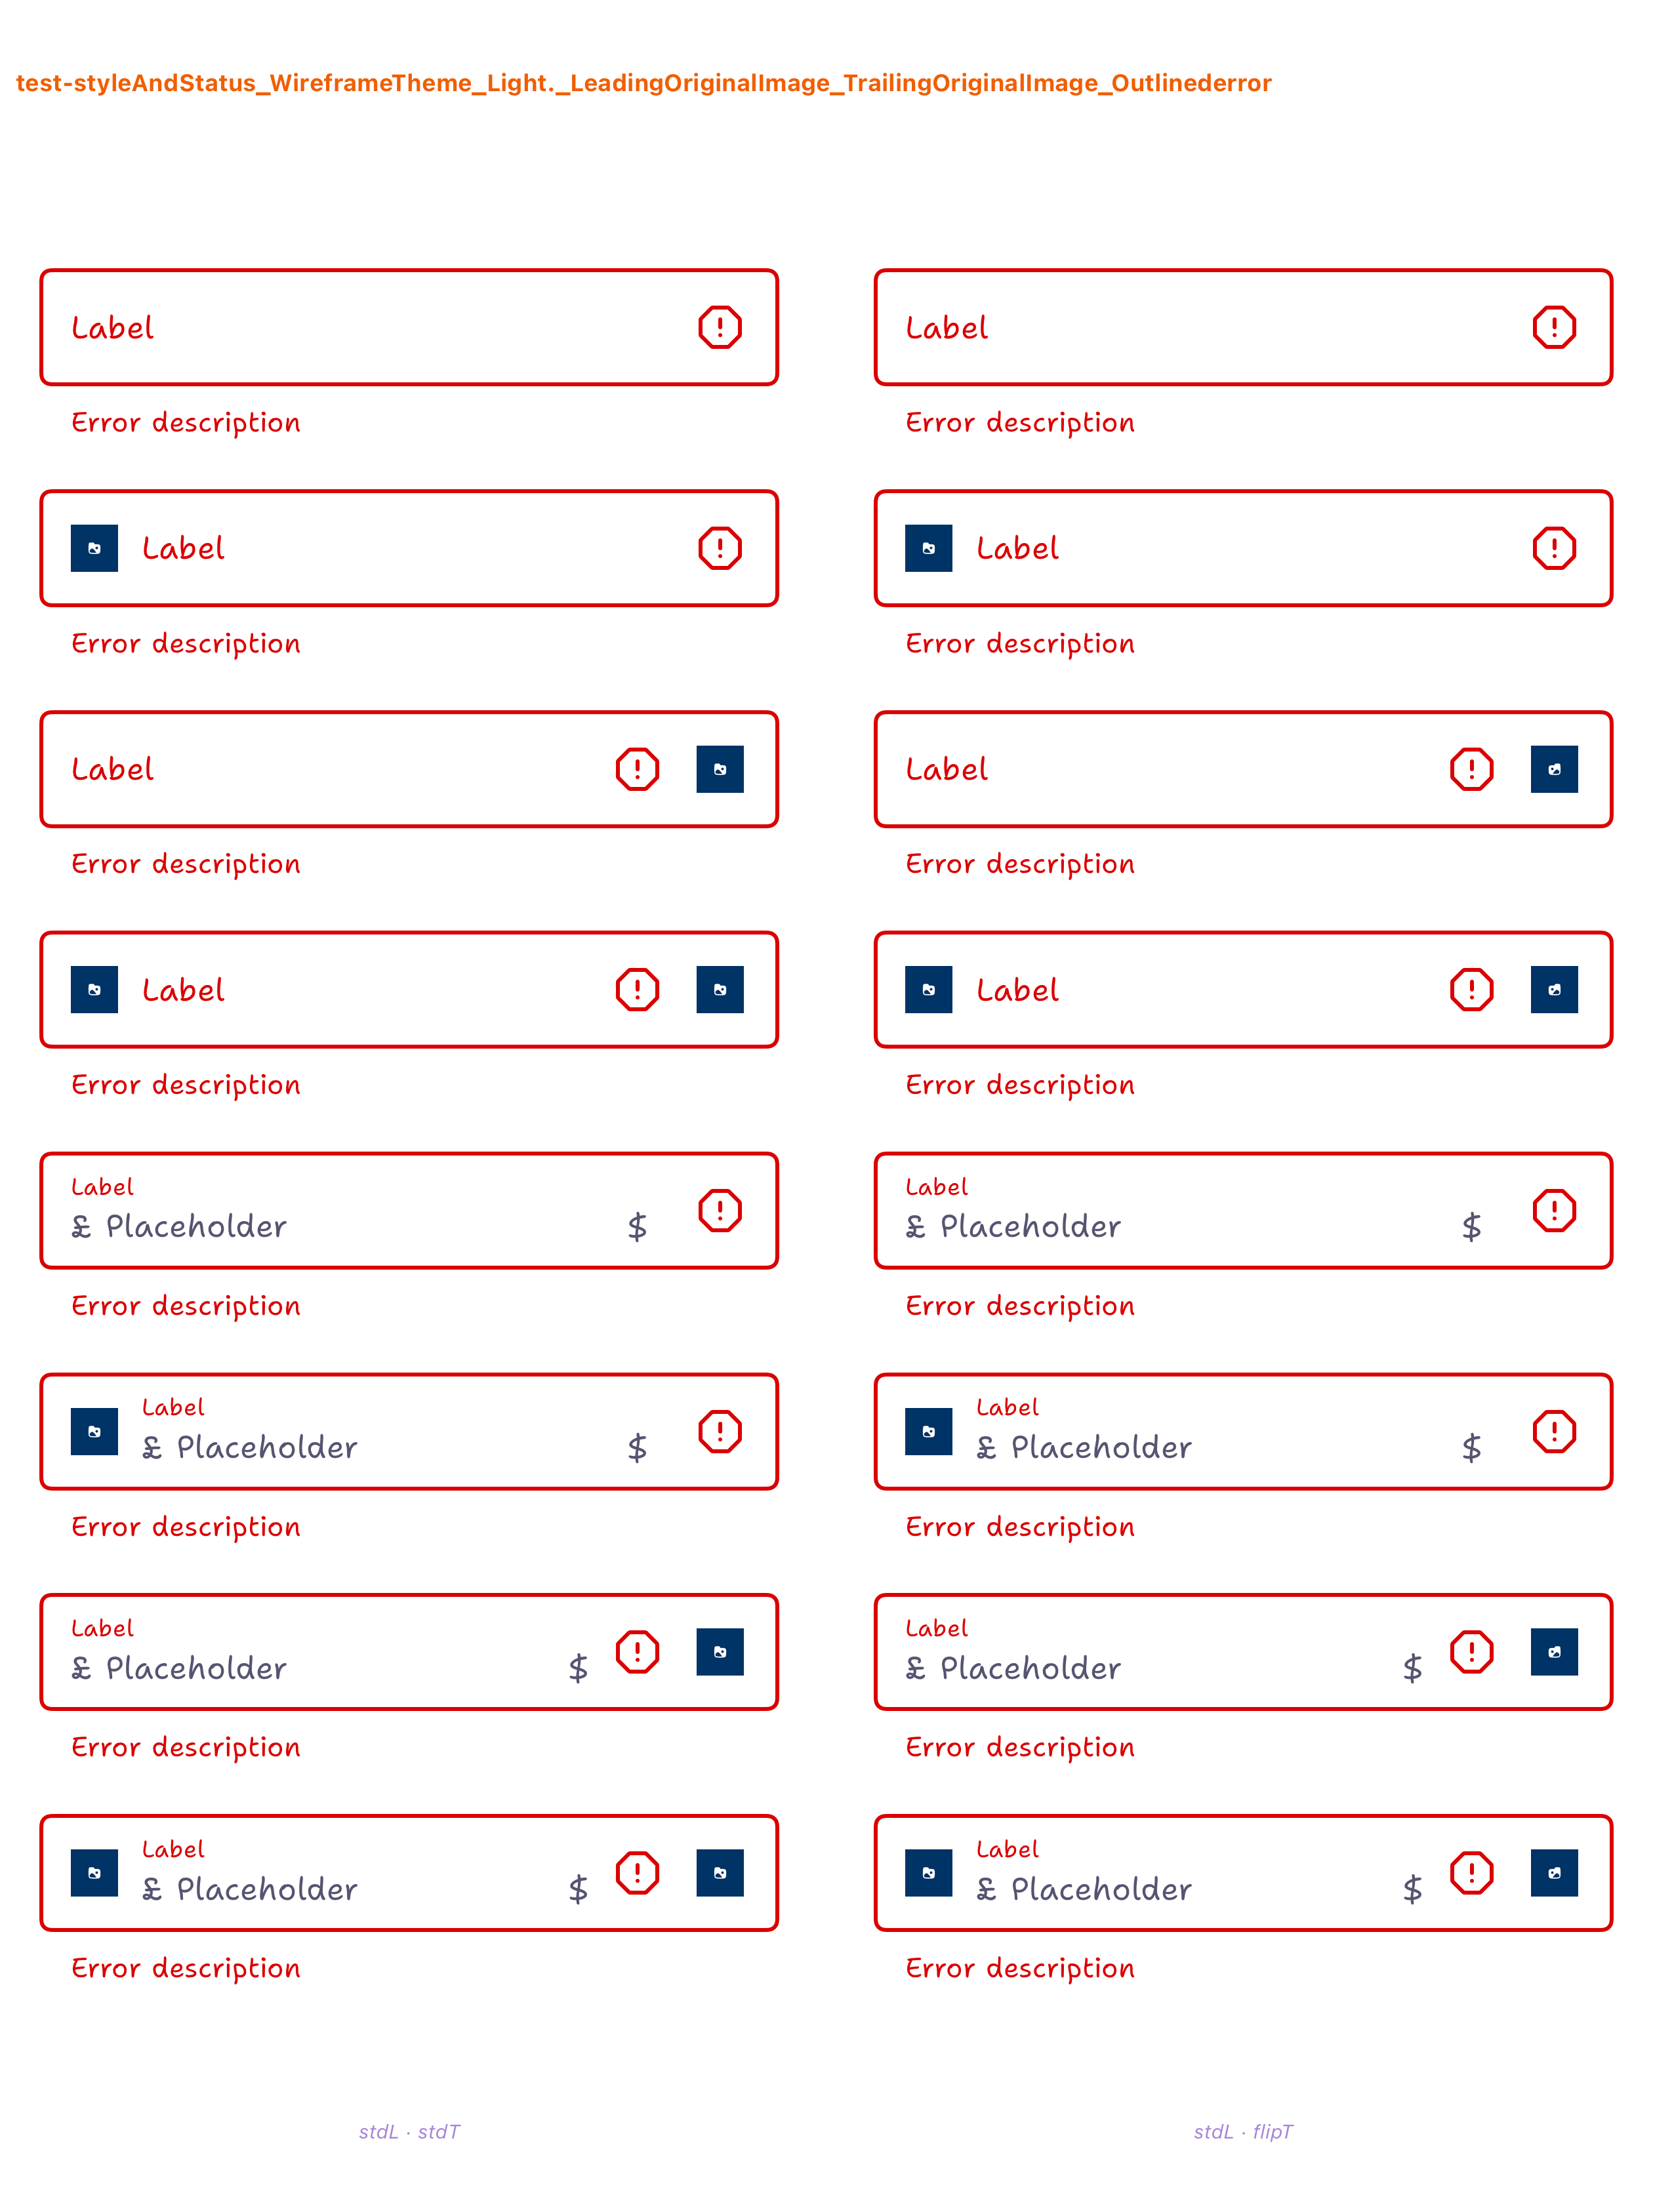 test-styleAndStatus_WireframeTheme_Light._LeadingOriginalImage_TrailingOriginalImage_Outlinederror
Label
Label
Error description
Error description
Label
Label
Error description
Error description
Label
Label
Error description
Error description
Label
Label
Error description
Error description
Label
£ Placeholder $
Label
£ Placeholder $
Error description
Error description
Label
£ Placeholder $
Label
£ Placeholder $
Error description
Error description
Label
£ Placeholder $
Label
£ Placeholder $
Error description
Error description
Label
£ Placeholder $
Label
£ Placeholder $
Error description
Error description
stdL · stdT
stdL · flipT